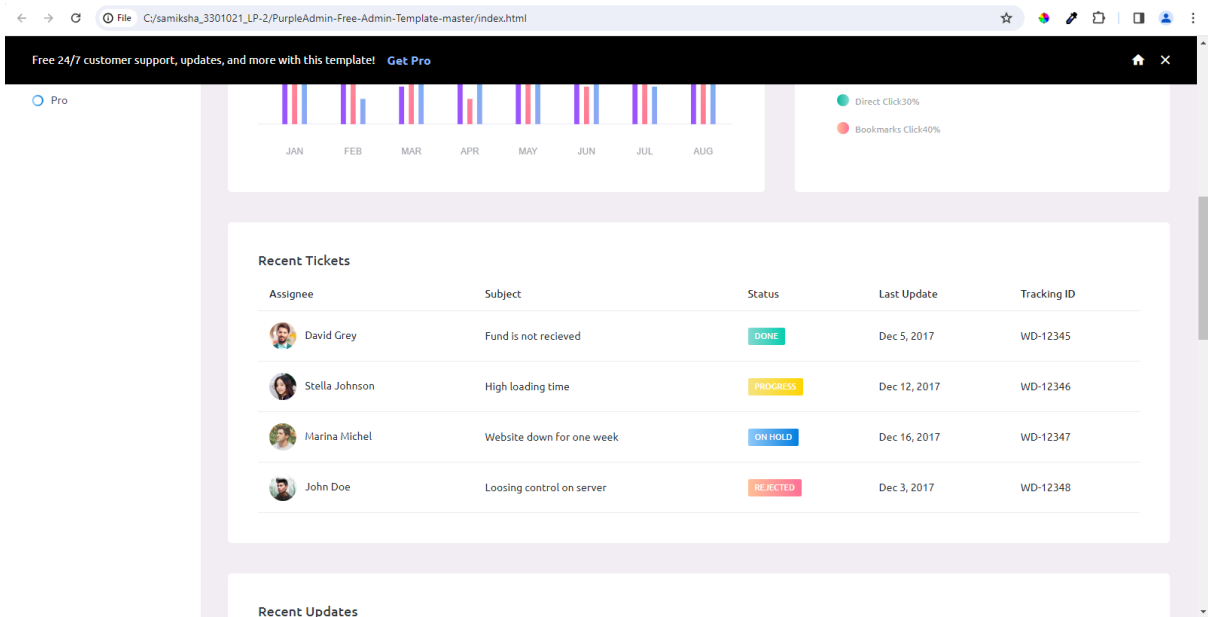 File C:/samiksha_3301021_LP-2/PurpleAdmin-Free-Admin-Template-master/index.html
Free 24/7 customer support, updates, and more with this template! Get Pro
Pro
Direct Click30%
Bookmarks Click40%
JAN FEB MAR APR MAY JUN JUL AUG
Recent Tickets
Assignee Subject Status Last Update Tracking ID
David Grey Fund is not recieved DONE Dec 5, 2017 WD-12345
Stella Johnson High loading time PROGRESS Dec 12, 2017 WD-12346
Marina Michel Website down for one week ON HOLD Dec 16, 2017 WD-12347
John Doe Loosing control on server REJECTED Dec 3, 2017 WD-12348
Recent Updates